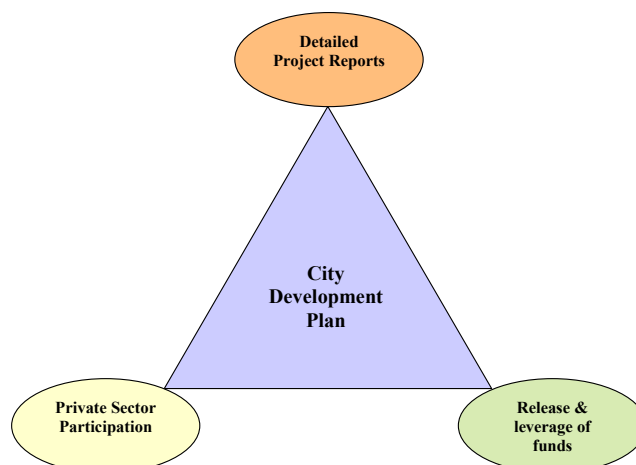 Detailed
Project Reports
City
Development
Plan
Private Sector
Participation
Release &
leverage of
funds